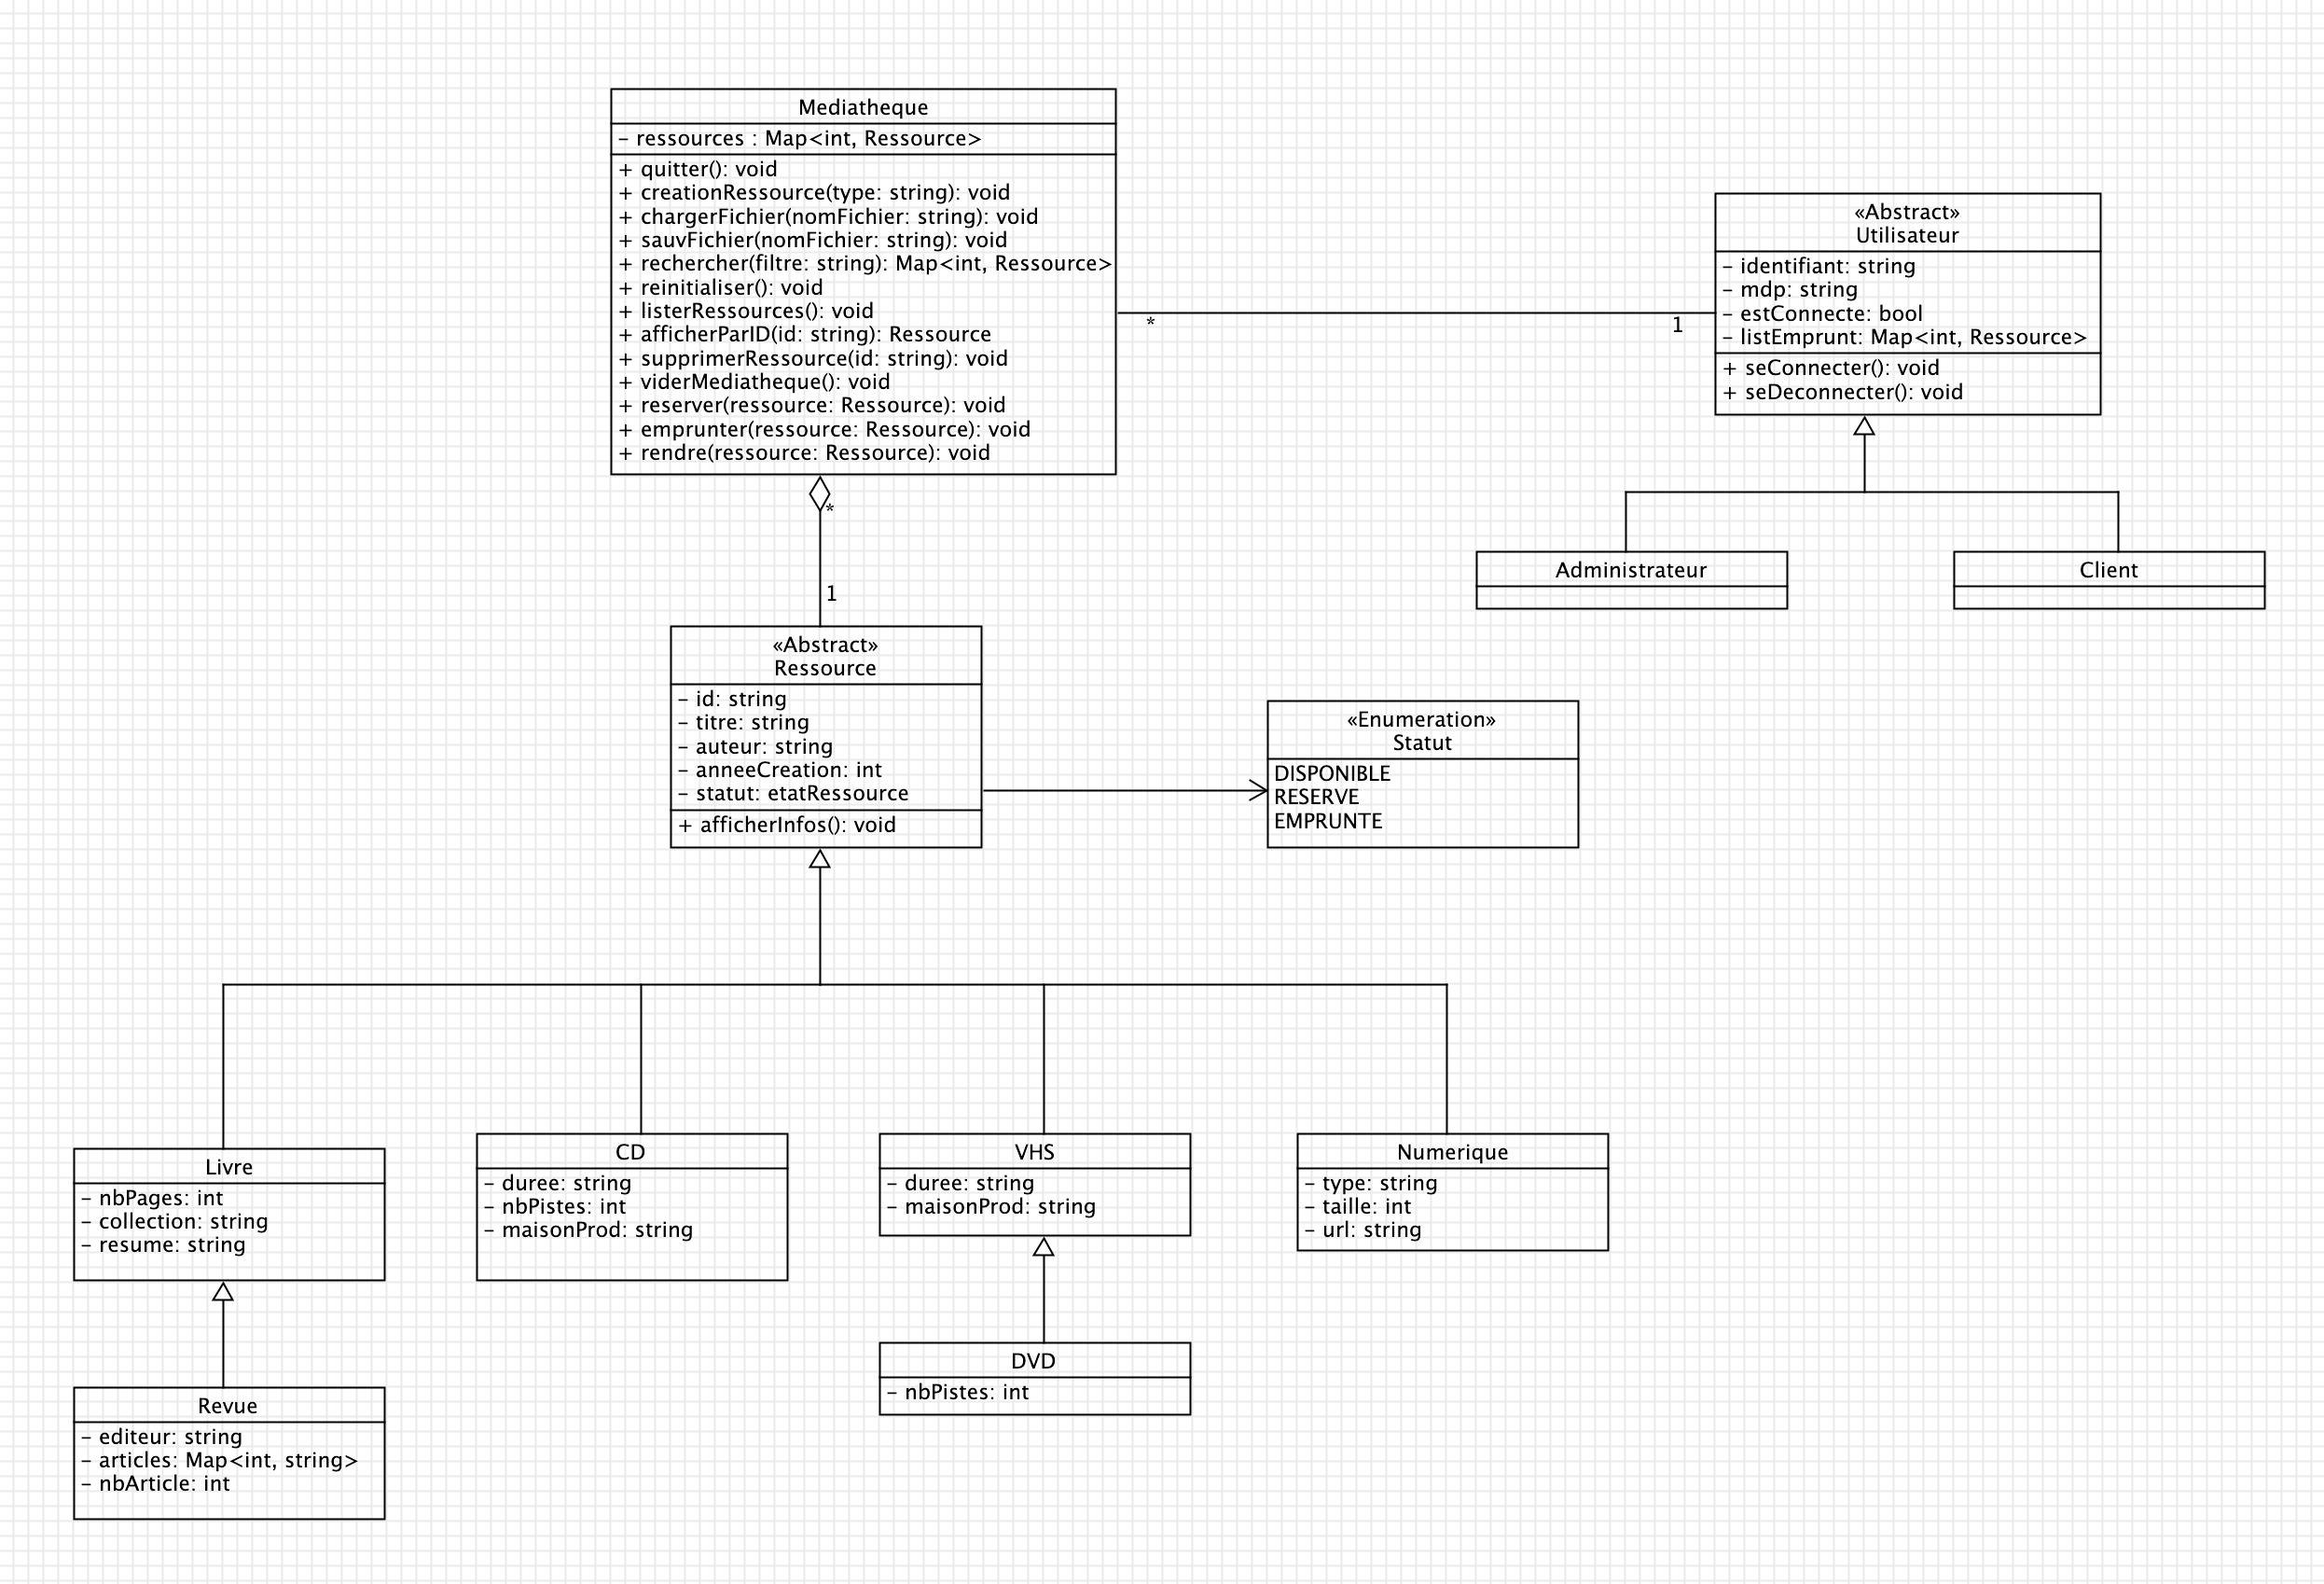 Mediatheque
– ressources : Map<int, Ressource>
+ quitter(): void
+ creationRessource(type: string): void
+ chargerFichier(nomFichier: string): void
+ sauvFichier(nomFichier: string): void
+ rechercher(filtre: string): Map<int, Ressource>
+ reinitialiser(): void
+ listerRessources(): void
+ afficherParID(id: string): Ressource
+ supprimerRessource(id: string): void
+ viderMediatheque(): void
+ reserver(ressource: Ressource): void
+ emprunter(ressource: Ressource): void
+ rendre(ressource: Ressource): void
*
1
«Abstract»
Utilisateur
– identifiant: string
– mdp: string
– estConnecte: bool
– listEmprunt: Map<int, Ressource>
+ seConnecter(): void
+ seDeconnecter(): void
Administrateur
Client
*
1
«Abstract»
Ressource
– id: string
– titre: string
– auteur: string
– anneeCreation: int
– statut: etatRessource
+ afficherInfos(): void
«Enumeration»
Statut
DISPONIBLE
RESERVE
EMPRUNTE
Livre
– nbPages: int
– collection: string
– resume: string
CD
– duree: string
– nbPistes: int
– maisonProd: string
VHS
– duree: string
– maisonProd: string
Numerique
– type: string
– taille: int
– url: string
Revue
– editeur: string
– articles: Map<int, string>
– nbArticle: int
DVD
– nbPistes: int